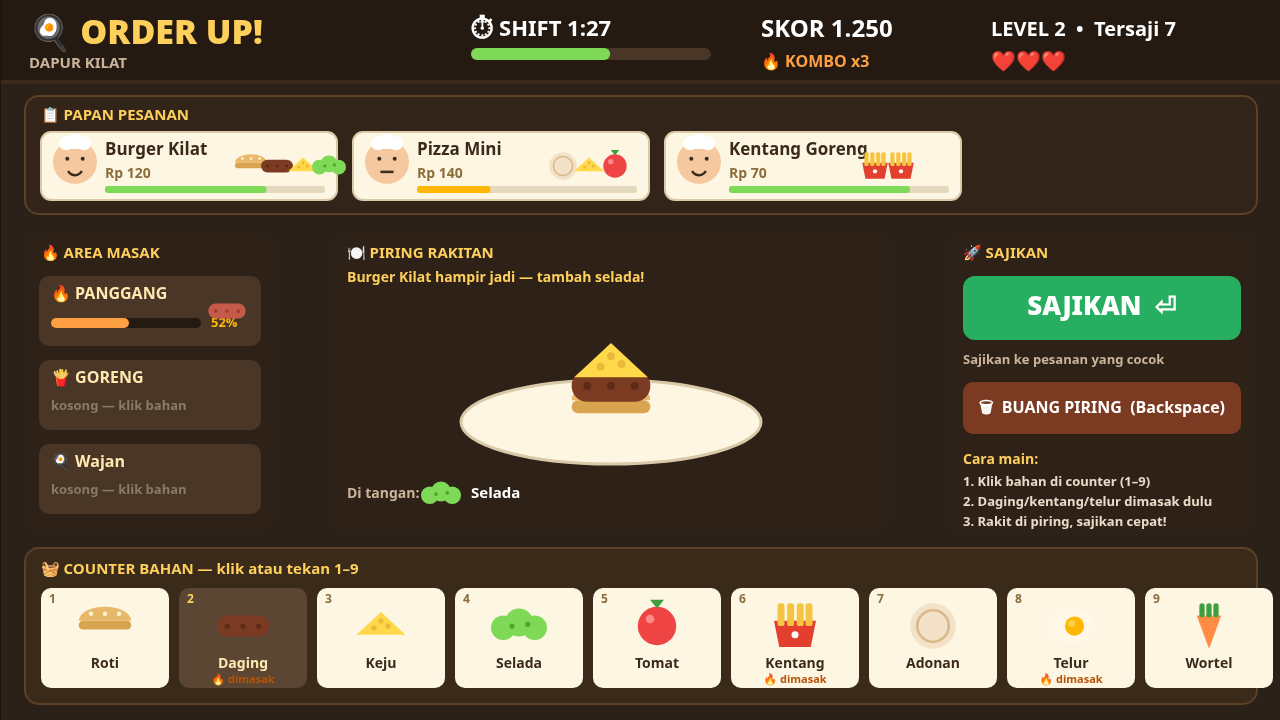 🍳 ORDER UP!
DAPUR KILAT
⏱ SHIFT 1:27
SKOR 1.250
🔥 KOMBO x3
LEVEL 2 • Tersaji 7
❤️❤️❤️
📋 PAPAN PESANAN
Burger Kilat
Rp 120
Pizza Mini
Rp 140
Kentang Goreng
Rp 70
🔥 AREA MASAK
🔥 PANGGANG
52%
🍟 GORENG
kosong — klik bahan
🍳 Wajan
kosong — klik bahan
🍽️ PIRING RAKITAN
Burger Kilat hampir jadi — tambah selada!
Di tangan: Selada
🚀 SAJIKAN
SAJIKAN ⏎
Sajikan ke pesanan yang cocok
🗑 BUANG PIRING (Backspace)
Cara main:
1. Klik bahan di counter (1–9)
2. Daging/kentang/telur dimasak dulu
3. Rakit di piring, sajikan cepat!
🧺 COUNTER BAHAN — klik atau tekan 1–9
1
Roti
2
Daging
🔥 dimasak
3
Keju
4
Selada
5
Tomat
6
Kentang
🔥 dimasak
7
Adonan
8
Telur
🔥 dimasak
9
Wortel